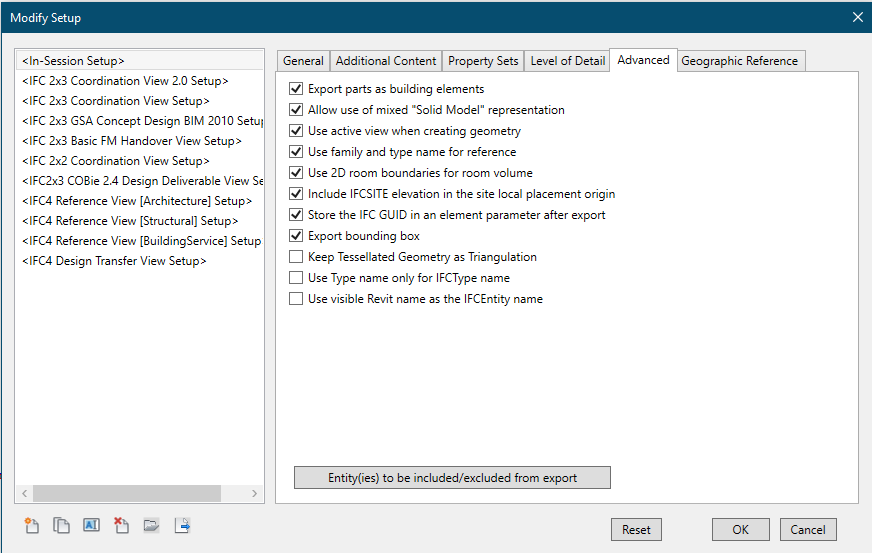 Modify Setup
<In-Session Setup>
<IFC 2x3 Coordination View 2.0 Setup>
<IFC 2x3 Coordination View Setup>
<IFC 2x3 GSA Concept Design BIM 2010 Setup
<IFC 2x3 Basic FM Handover View Setup>
<IFC 2x2 Coordination View Setup>
<IFC2x3 COBie 2.4 Design Deliverable View Se
<IFC4 Reference View [Architecture] Setup>
<IFC4 Reference View [Structural] Setup>
<IFC4 Reference View [BuildingService] Setup
<IFC4 Design Transfer View Setup>
General Additional Content Property Sets Level of Detail Advanced Geographic Reference
Export parts as building elements
Allow use of mixed "Solid Model" representation
Use active view when creating geometry
Use family and type name for reference
Use 2D room boundaries for room volume
Include IFCSITE elevation in the site local placement origin
Store the IFC GUID in an element parameter after export
Export bounding box
Keep Tessellated Geometry as Triangulation
Use Type name only for IFCType name
Use visible Revit name as the IFCEntity name
Entity(ies) to be included/excluded from export
Reset OK Cancel